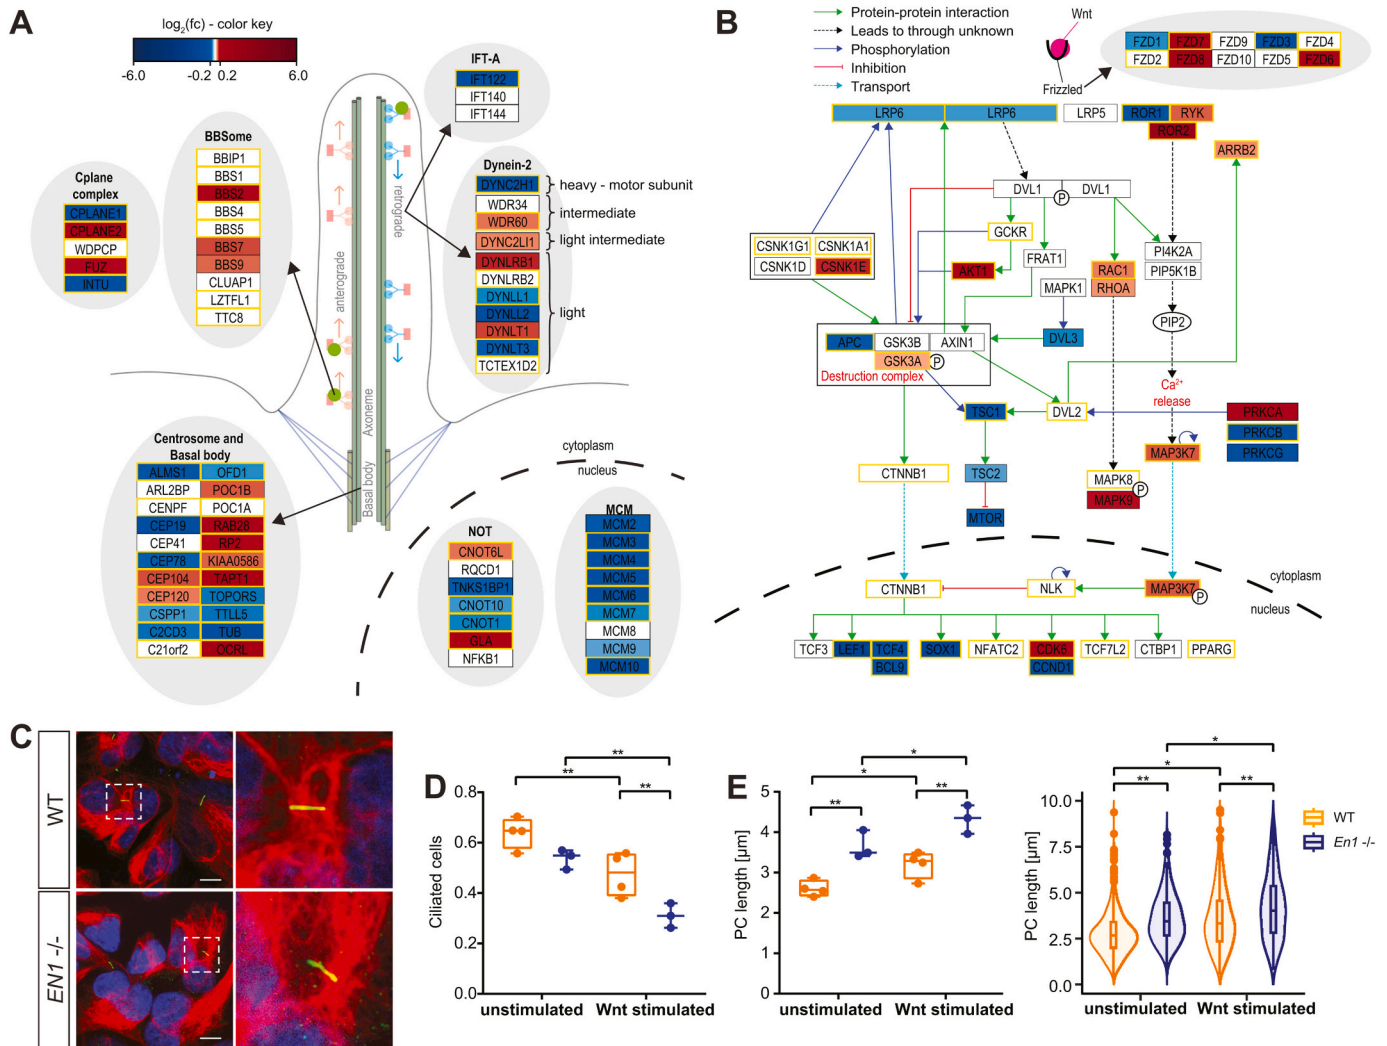 A
log2(fc) - color key
-6.0 -0.2 0.2 6.0
IFT-A
IFT122
IFT140
IFT144
BBSome
BBIP1
BBS1
BBS2
BBS4
BBS5
BBS7
BBS9
CLUAP1
LZTFL1
TTC8
Cplane
complex
CPLANE1
CPLANE2
WDPCP
FUZ
INTU
Dynein-2
DYNC2H1 heavy - motor subunit
WDR34
intermediate
WDR60
DYNC2LI1 light intermediate
DYNLRB1
DYNLRB2
DYNLL1
DYNLL2 light
DYNLT1
DYNLT3
TCTEX1D2
anterograde
retrograde
Axoneme
Basal body
Centrosome and
Basal body
ALMS1 OFD1
ARL2BP POC1B
CENPF POC1A
CEP19 RAB28
CEP41 RP2
CEP78 KIAA0586
CEP104 TAPT1
CEP120 TOPORS
CSPP1 TTLL5
C2CD3 TUB
C21orf2 OCRL
cytoplasm
nucleus
NOT
CNOT6L
RQCD1
TNKS1BP1
CNOT10
CNOT1
GLA
NFKB1
MCM
MCM2
MCM3
MCM4
MCM5
MCM6
MCM7
MCM8
MCM9
MCM10
B
Protein-protein interaction
Leads to through unknown
Phosphorylation
Inhibition
Transport
Wnt
Frizzled
FZD1 FZD7 FZD9 FZD3 FZD4
FZD2 FZD8 FZD10 FZD5 FZD6
LRP6 LRP6 LRP5 ROR1 RYK
ROR2
ARRB2
DVL1 P DVL1
GCKR
CSNK1G1 CSNK1A1
CSNK1D CSNK1E
FRAT1
PI4K2A
PIP5K1B
AKT1
RAC1
RHOA
MAPK1
PIP2
APC GSK3B AXIN1
GSK3A P
Destruction complex
DVL3
Ca2+
release
TSC1 DVL2
PRKCA
PRKCB
PRKCG
CTNNB1
TSC2
MTOR
MAP3K7
MAPK8
P
MAPK9
cytoplasm
nucleus
CTNNB1 NLK MAP3K7
P
TCF3 LEF1 TCF4 SOX1 NFATC2 CDK6 TCF7L2 CTBP1 PPARG
BCL9 CCND1
C
WT
EN1 -/-
D
** 
** **
Ciliated cells
0.8
0.6
0.4
0.2
0.0
unstimulated Wnt stimulated
E
*
*
** **
PC length [µm]
5
4
3
2
1
0
unstimulated Wnt stimulated
*
*
** **
PC length [µm]
10.0
7.5
5.0
2.5
0.0
unstimulated Wnt stimulated
WT
En1 -/-